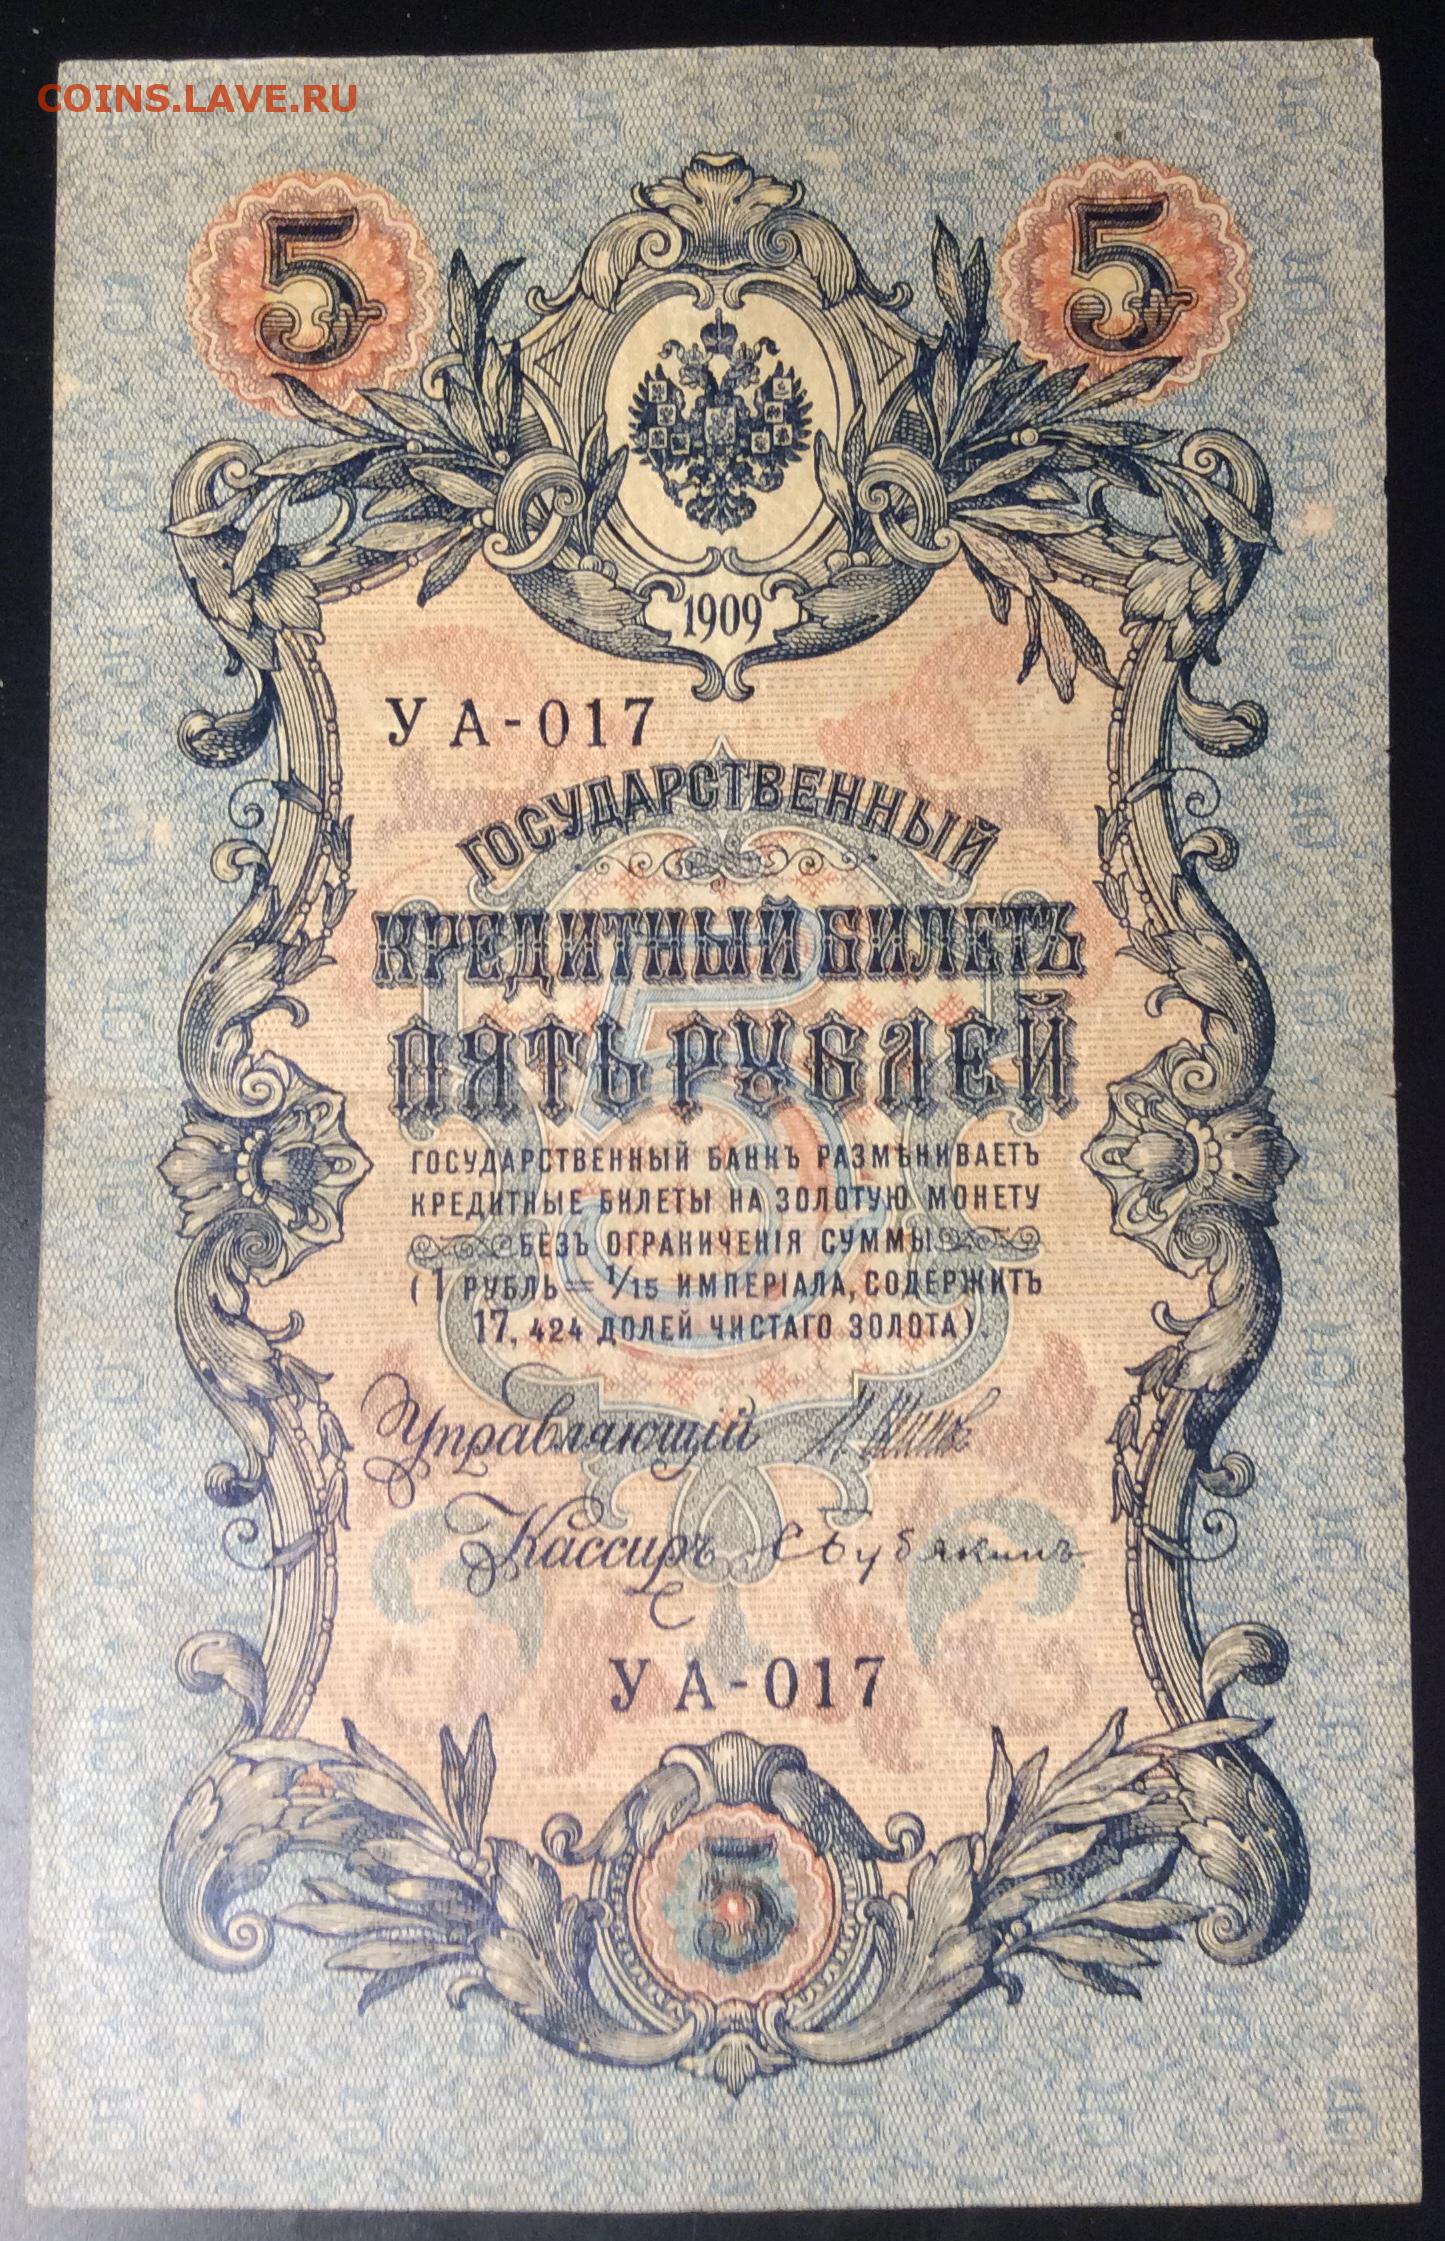 COINS.LAVE.RU
5 5
1909
УА-017
ГОСУДАРСТВЕННЫЙ
КРЕДИТНЫЙ БИЛЕТЪ
ПЯТЬ РУБЛЕЙ
ГОСУДАРСТВЕННЫЙ БАНКЪ РАЗМѢНИВАЕТЪ
КРЕДИТНЫЕ БИЛЕТЫ НА ЗОЛОТУЮ МОНЕТУ
БЕЗЪ ОГРАНИЧЕНІЯ СУММЫ
(1 РУБЛЬ = 1/15 ИМПЕРІАЛА, СОДЕРЖИТЪ
17,424 ДОЛЕЙ ЧИСТАГО ЗОЛОТА).
Управляющій
Кассиръ С Бубякинъ
УА-017
5